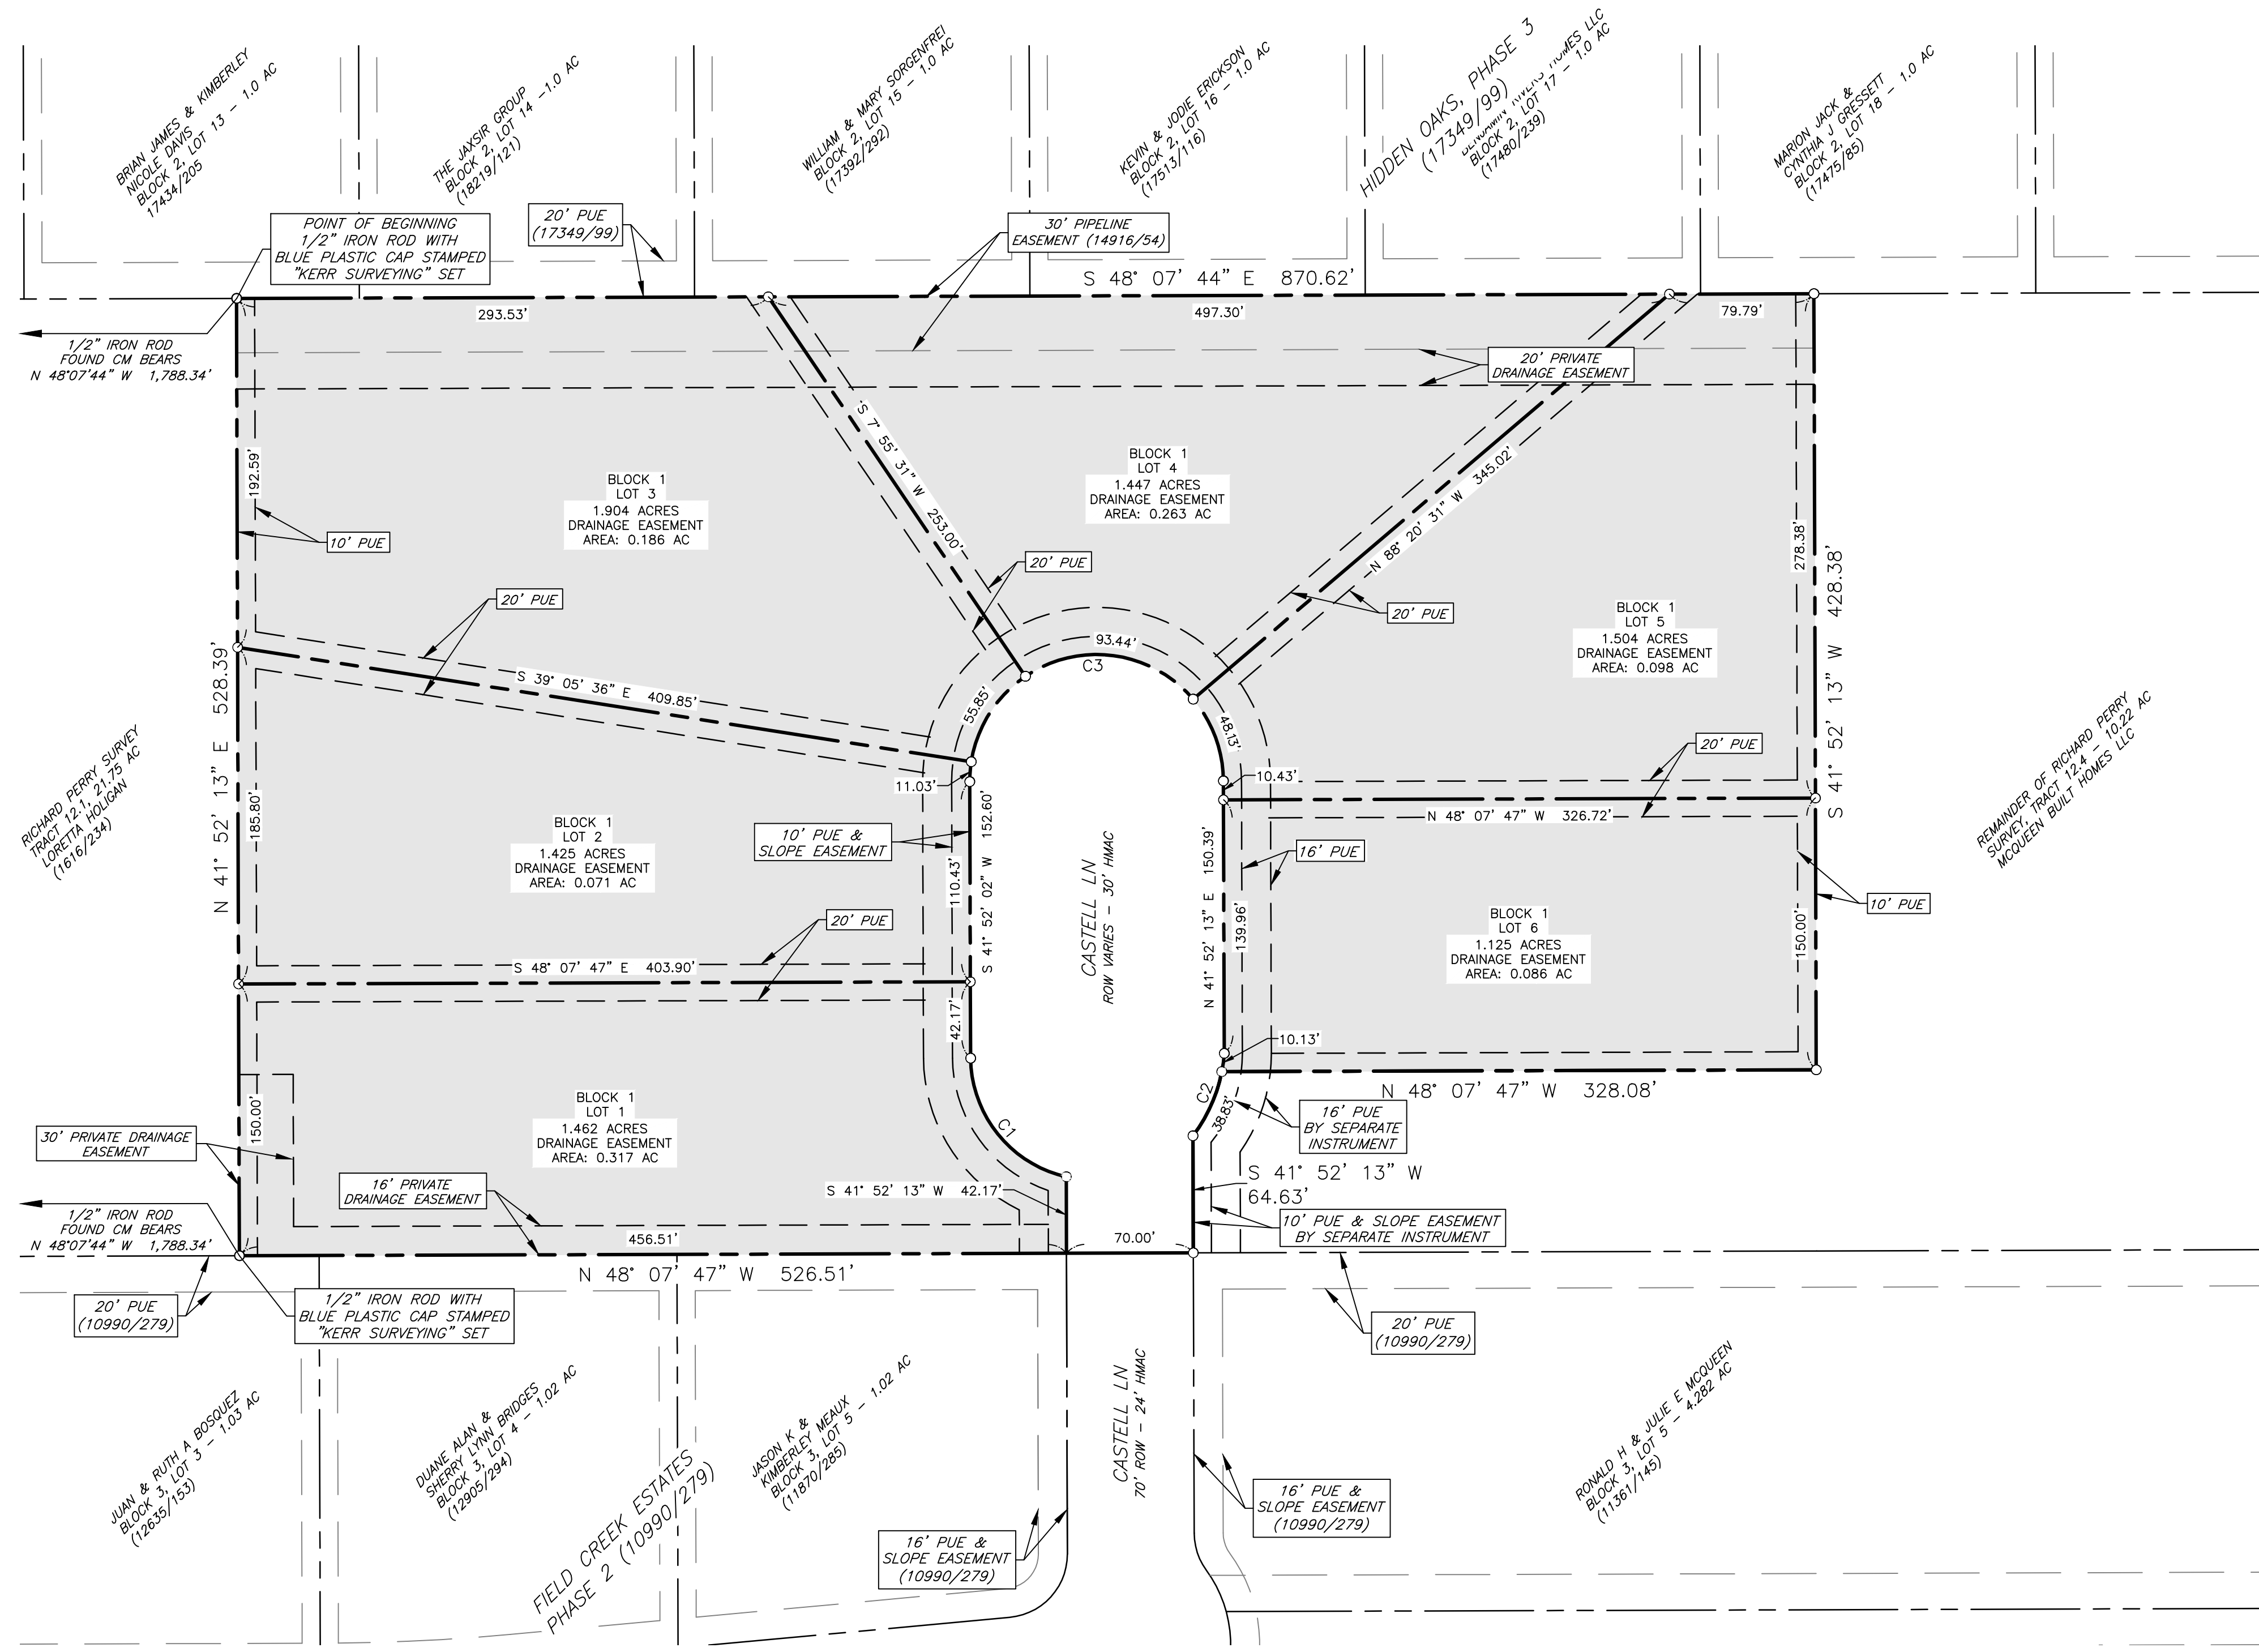 BRIAN JAMES & KIMBERLEY
NICOLE DAVIS
BLOCK 2, LOT 13 - 1.0 AC
17434/205
THE JAXSIR GROUP
BLOCK 2, LOT 14 -1.0 AC
(18219/121)
WILLIAM & MARY SORGENFREI
BLOCK 2, LOT 15 - 1.0 AC
(17392/292)
KEVIN & JODIE ERICKSON
BLOCK 2, LOT 16 - 1.0 AC
(17513/116)
HIDDEN OAKS, PHASE 3
(17349/99)
HOMES LLC
BLOCK 2, LOT 17 - 1.0 AC
(17480/239)
MARION JACK &
CYNTHIA J GRESSETT
BLOCK 2, LOT 18 - 1.0 AC
(17475/85)
POINT OF BEGINNING
1/2" IRON ROD WITH
BLUE PLASTIC CAP STAMPED
"KERR SURVEYING" SET
20' PUE
(17349/99)
30' PIPELINE
EASEMENT (14916/54)
S 48° 07' 44" E 870.62'
293.53'
497.30'
79.79'
1/2" IRON ROD
FOUND CM BEARS
N 48°07'44" W 1,788.34'
20' PRIVATE
DRAINAGE EASEMENT
S 7° 55' 31" W 253.00'
N 88° 20' 31" W 345.02'
192.59'
BLOCK 1
LOT 3
1.904 ACRES
DRAINAGE EASEMENT
AREA: 0.186 AC
BLOCK 1
LOT 4
1.447 ACRES
DRAINAGE EASEMENT
AREA: 0.263 AC
10' PUE
278.38'
20' PUE
20' PUE
20' PUE
BLOCK 1
LOT 5
1.504 ACRES
DRAINAGE EASEMENT
AREA: 0.098 AC
S 41° 52' 13" W 428.38'
N 41° 52' 13" E 528.39'
S 39° 05' 36" E 409.85'
93.44'
C3
55.85'
48.13'
RICHARD PERRY SURVEY
TRACT 12.1, 21.75 AC
LORETTA HOLIGAN
(1616/234)
REMAINDER OF RICHARD PERRY
SURVEY, TRACT 12.4 - 10.22 AC
MCQUEEN BUILT HOMES LLC
20' PUE
11.03'
10.43'
185.80'
BLOCK 1
LOT 2
1.425 ACRES
DRAINAGE EASEMENT
AREA: 0.071 AC
10' PUE &
SLOPE EASEMENT
110.43'
S 41° 52' 02" W 152.60'
CASTELL LN
ROW VARIES - 30' HMAC
N 41° 52' 13" E 150.39'
139.96'
16' PUE
N 48° 07' 47" W 326.72'
10' PUE
150.00'
BLOCK 1
LOT 6
1.125 ACRES
DRAINAGE EASEMENT
AREA: 0.086 AC
20' PUE
S 48° 07' 47" E 403.90'
42.17'
10.13'
C2
38.83'
N 48° 07' 47" W 328.08'
16' PUE
BY SEPARATE
INSTRUMENT
C1
BLOCK 1
LOT 1
1.462 ACRES
DRAINAGE EASEMENT
AREA: 0.317 AC
150.00'
30' PRIVATE DRAINAGE
EASEMENT
16' PRIVATE
DRAINAGE EASEMENT
S 41° 52' 13" W 42.17'
S 41° 52' 13" W
64.63'
10' PUE & SLOPE EASEMENT
BY SEPARATE INSTRUMENT
1/2" IRON ROD
FOUND CM BEARS
N 48°07'44" W 1,788.34'
456.51'
70.00'
N 48° 07' 47" W 526.51'
20' PUE
(10990/279)
1/2" IRON ROD WITH
BLUE PLASTIC CAP STAMPED
"KERR SURVEYING" SET
20' PUE
(10990/279)
JUAN & RUTH A BOSQUEZ
BLOCK 3, LOT 3 - 1.03 AC
(12635/153)
DUANE ALAN &
SHERRY LYNN BRIDGES
BLOCK 3, LOT 4 - 1.02 AC
(12905/294)
FIELD CREEK ESTATES
PHASE 2 (10990/279)
JASON K &
KIMBERLEY MEAUX
BLOCK 3, LOT 5 - 1.02 AC
(11870/285)
CASTELL LN
70' ROW - 24' HMAC
RONALD H & JULIE E MCQUEEN
BLOCK 3, LOT 5 - 4.282 AC
(11361/145)
16' PUE &
SLOPE EASEMENT
(10990/279)
16' PUE &
SLOPE EASEMENT
(10990/279)